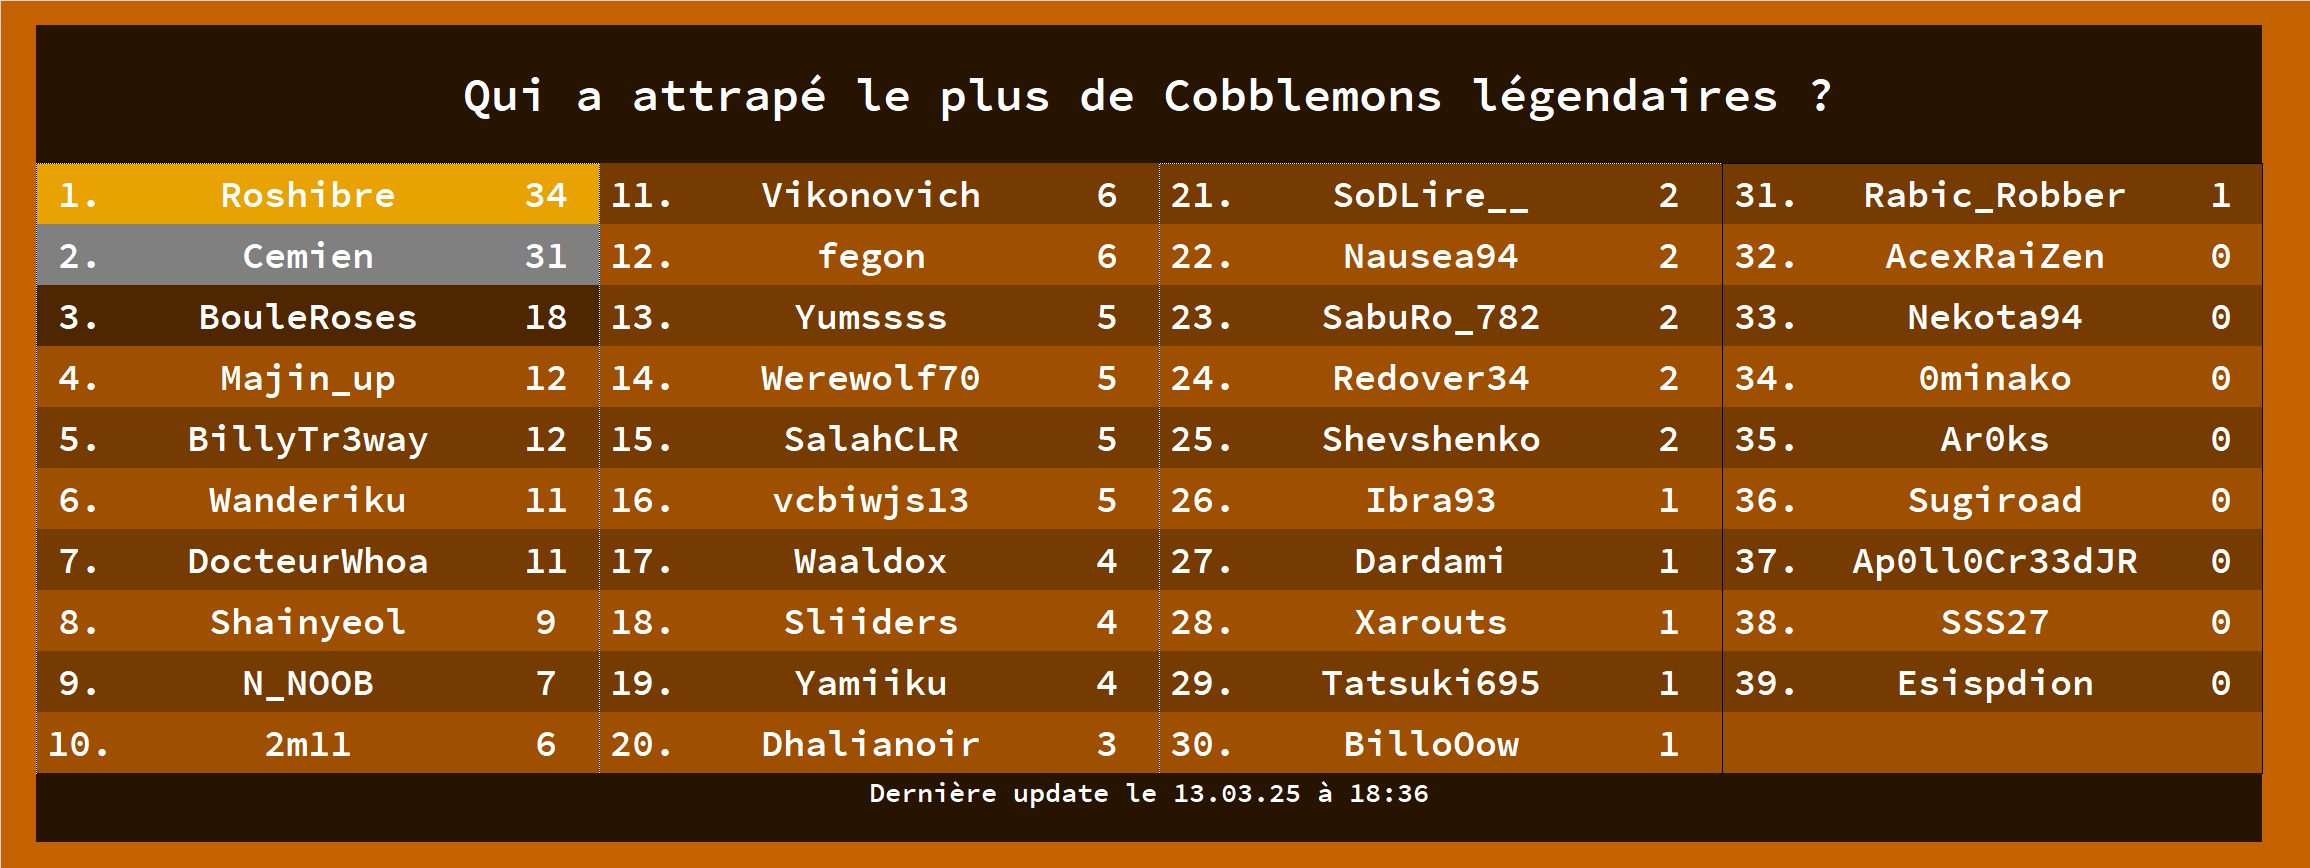 Qui a attrapé le plus de Cobblemons légendaires ?
1. Roshibre 34
2. Cemien 31
3. BouleRoses 18
4. Majin_up 12
5. BillyTr3way 12
6. Wanderiku 11
7. DocteurWhoa 11
8. Shainyeol 9
9. N_NOOB 7
10. 2m11 6
11. Vikonovich 6
12. fegon 6
13. Yumssss 5
14. Werewolf70 5
15. SalahCLR 5
16. vcbiwjs13 5
17. Waaldox 4
18. Sliiders 4
19. Yamiiku 4
20. Dhalianoir 3
21. SoDLire__ 2
22. Nausea94 2
23. SabuRo_782 2
24. Redover34 2
25. Shevshenko 2
26. Ibra93 1
27. Dardami 1
28. Xarouts 1
29. Tatsuki695 1
30. BilloOow 1
31. Rabic_Robber 1
32. AcexRaiZen 0
33. Nekota94 0
34. 0minako 0
35. Ar0ks 0
36. Sugiroad 0
37. Ap0ll0Cr33dJR 0
38. SSS27 0
39. Esispdion 0
Dernière update le 13.03.25 à 18:36